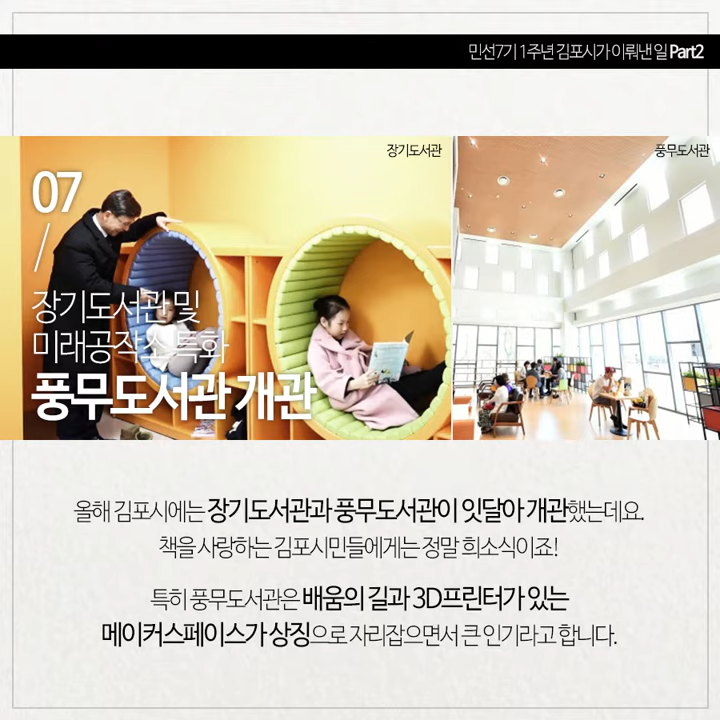 민선7기 1주년 김포시가 이뤄낸 일 Part2
장기도서관
풍무도서관
07
장기도서관 및
미래공작소 특화
풍무도서관 개관
올해 김포시에는 장기도서관과 풍무도서관이 잇달아 개관했는데요.
책을 사랑하는 김포시민들에게는 정말 희소식이죠!
특히 풍무도서관은 배움의 길과 3D프린터가 있는
메이커스페이스가 상징으로 자리잡으면서 큰 인기라고 합니다.